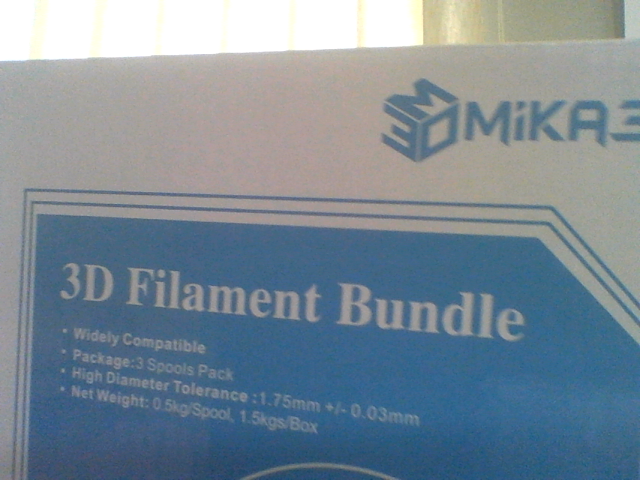 M3D MiKA3
3D Filament Bundle
• Widely Compatible
• Package:3 Spools Pack
• High Diameter Tolerance :1.75mm +/- 0.03mm
• Net Weight: 0.5kg/Spool, 1.5kgs/Box